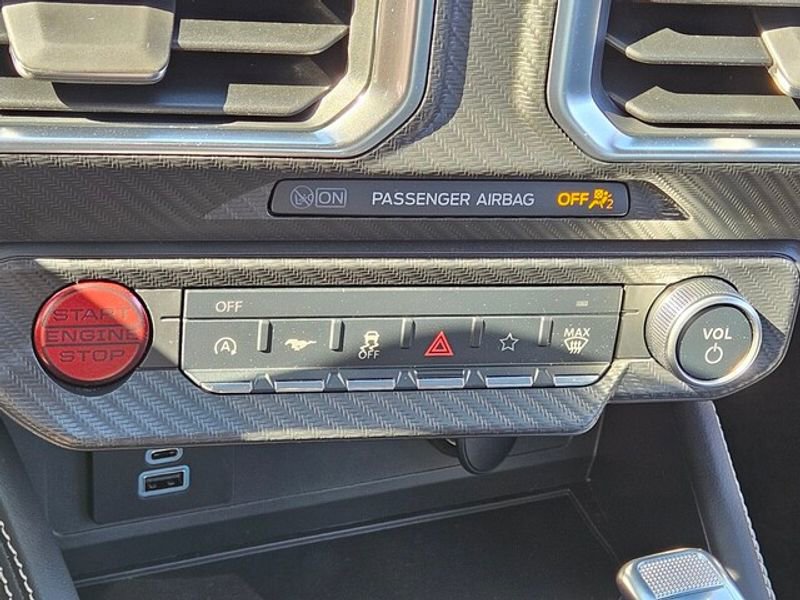 ON PASSENGER AIRBAG OFF 2
OFF
START
ENGINE
STOP
A
OFF
MAX
VOL